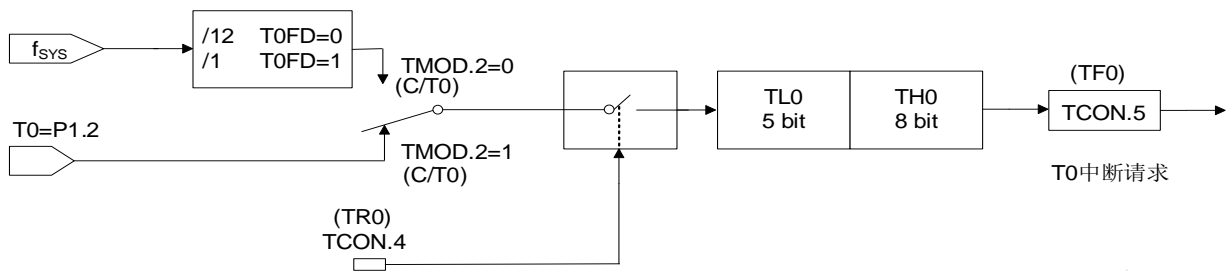 fSYS
/12 T0FD=0
/1 T0FD=1
TMOD.2=0
(C/T0)
T0=P1.2
TMOD.2=1
(C/T0)
(TR0)
TCON.4
TL0
5 bit
TH0
8 bit
(TF0)
TCON.5
T0中断请求